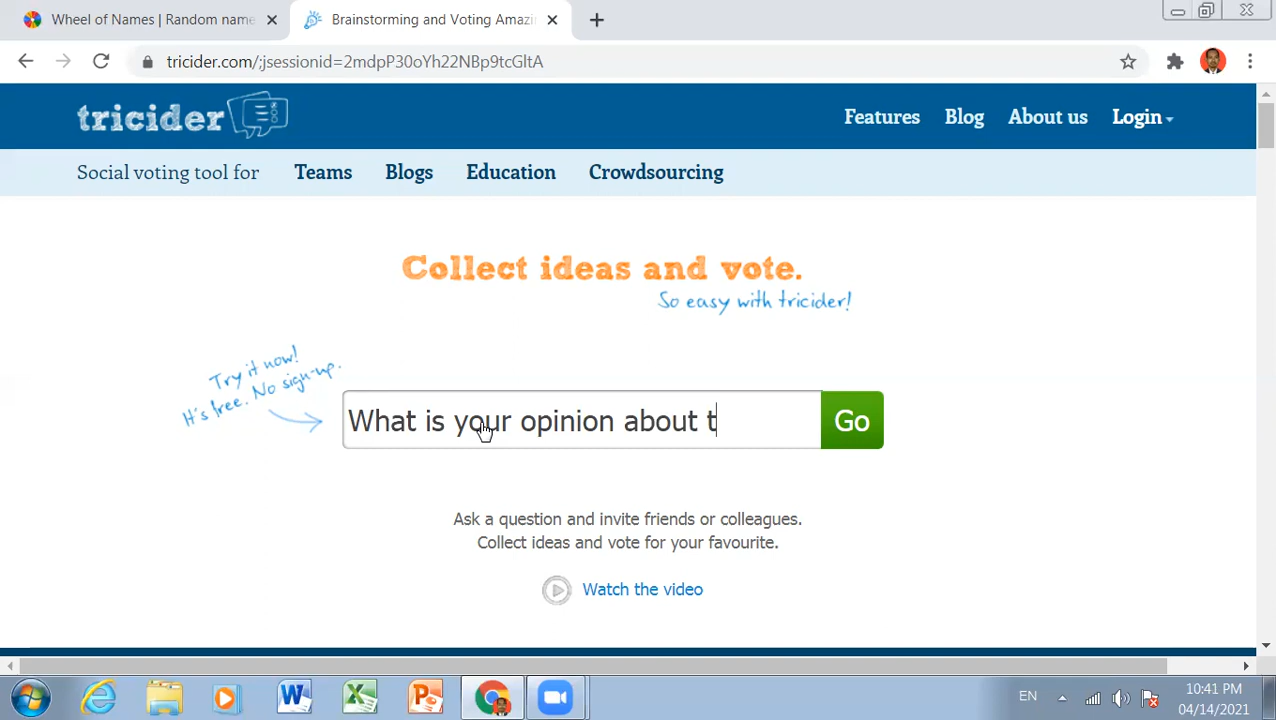 Wheel of Names | Random name
Brainstorming and Voting Amazi
tricider.com/;jsessionid=2mdpP30oYh22NBp9tcGltA
tricider
Features
Blog
About us
Login
Social voting tool for
Teams
Blogs
Education
Crowdsourcing
Collect ideas and vote.
So easy with tricider!
Try it now!
It's free. No sign-up.
What is your opinion about t
Go
Ask a question and invite friends or colleagues.
Collect ideas and vote for your favourite.
Watch the video
EN
10:41 PM
04/14/2021